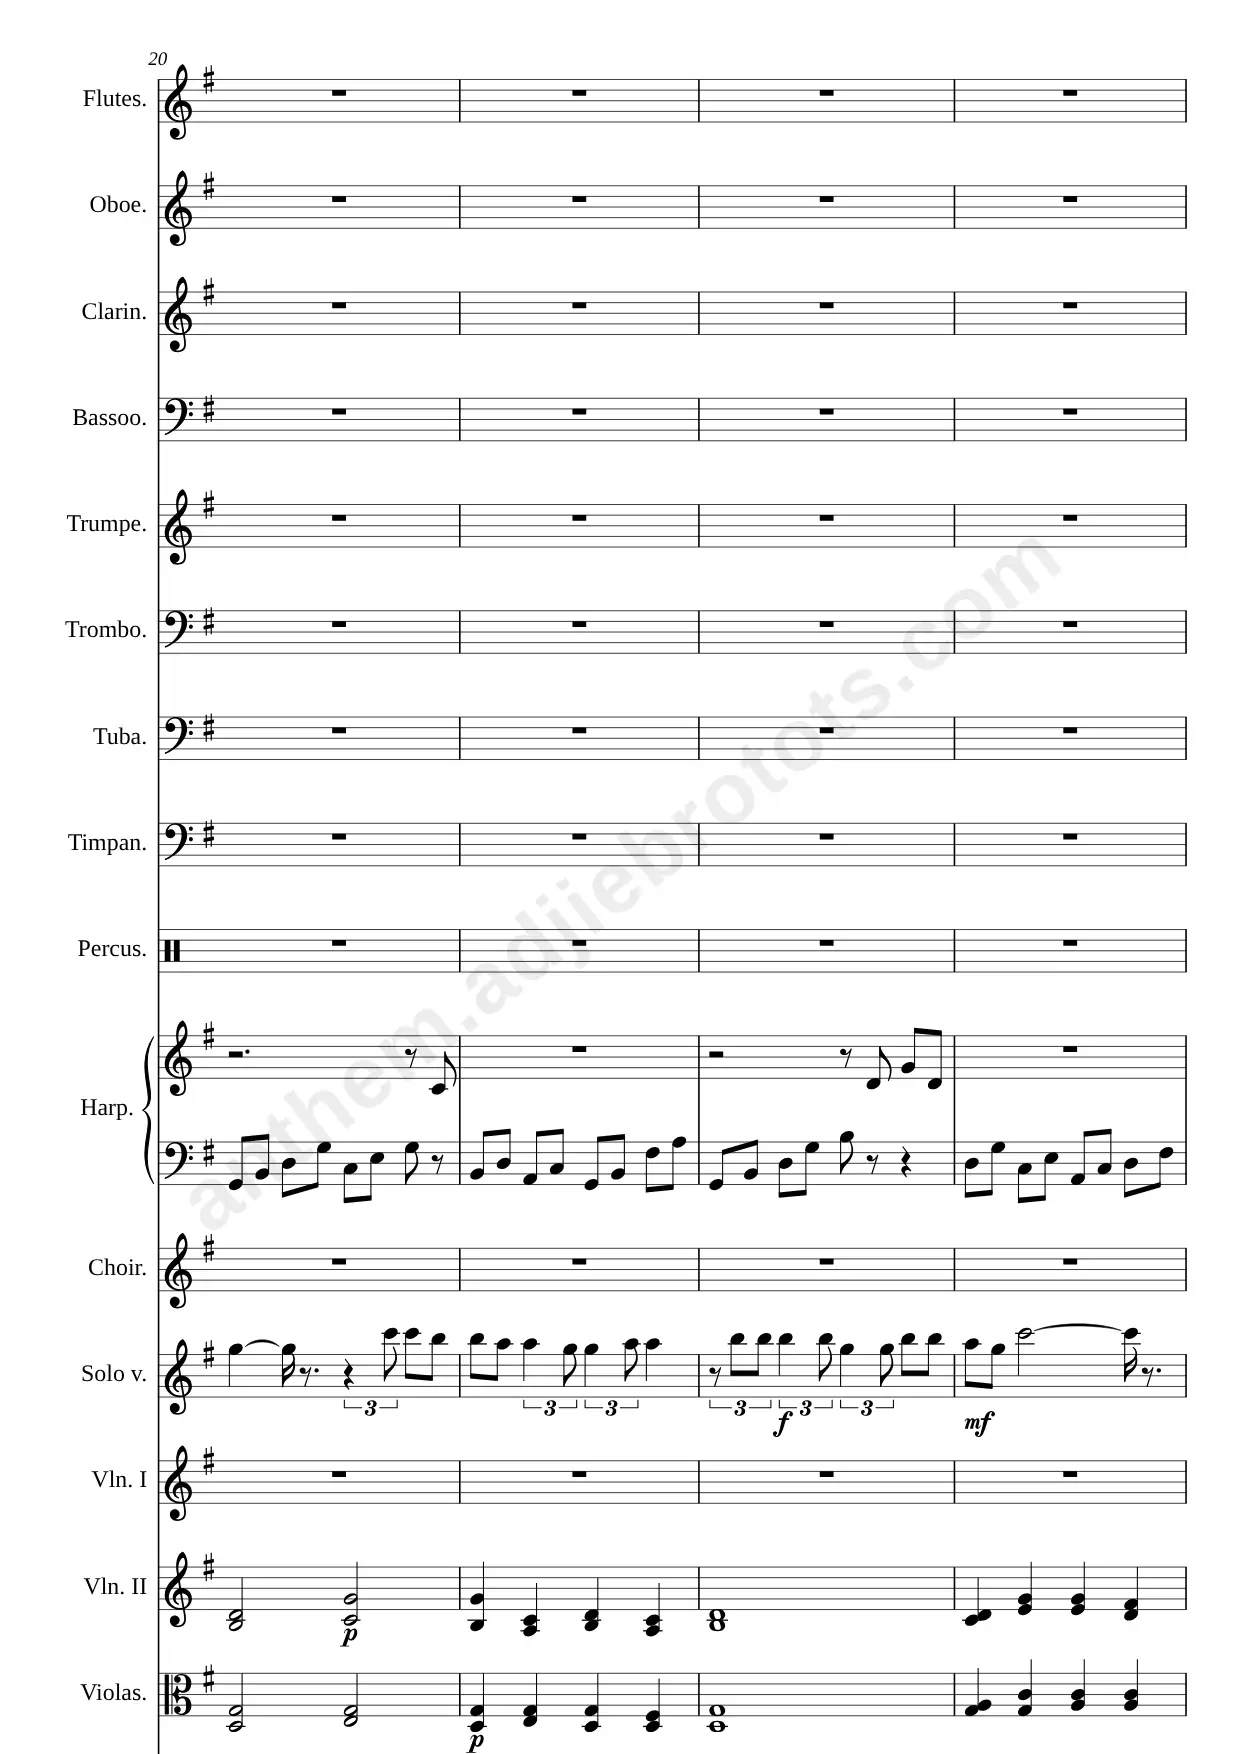 20
Flutes.
Oboe.
Clarin.
Bassoo.
Trumpe.
Trombo.
Tuba.
Timpan.
Percus.
Harp.
Choir.
Solo v.
3 3 3 3 3 3
f mf
Vln. I
Vln. II
p
Violas.
p
anthem.adjiebrotots.com